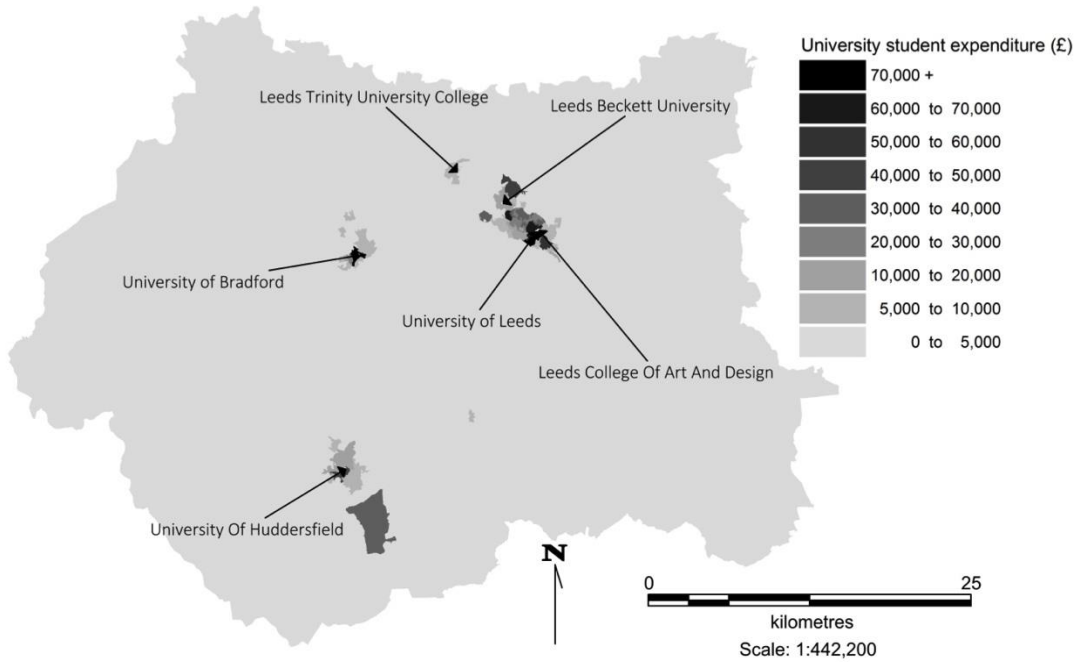 University student expenditure (£)
70,000 +
60,000 to 70,000
50,000 to 60,000
40,000 to 50,000
30,000 to 40,000
20,000 to 30,000
10,000 to 20,000
5,000 to 10,000
0 to 5,000
Leeds Trinity University College
Leeds Beckett University
University of Bradford
University of Leeds
Leeds College Of Art And Design
University Of Huddersfield
N
0 25
kilometres
Scale: 1:442,200